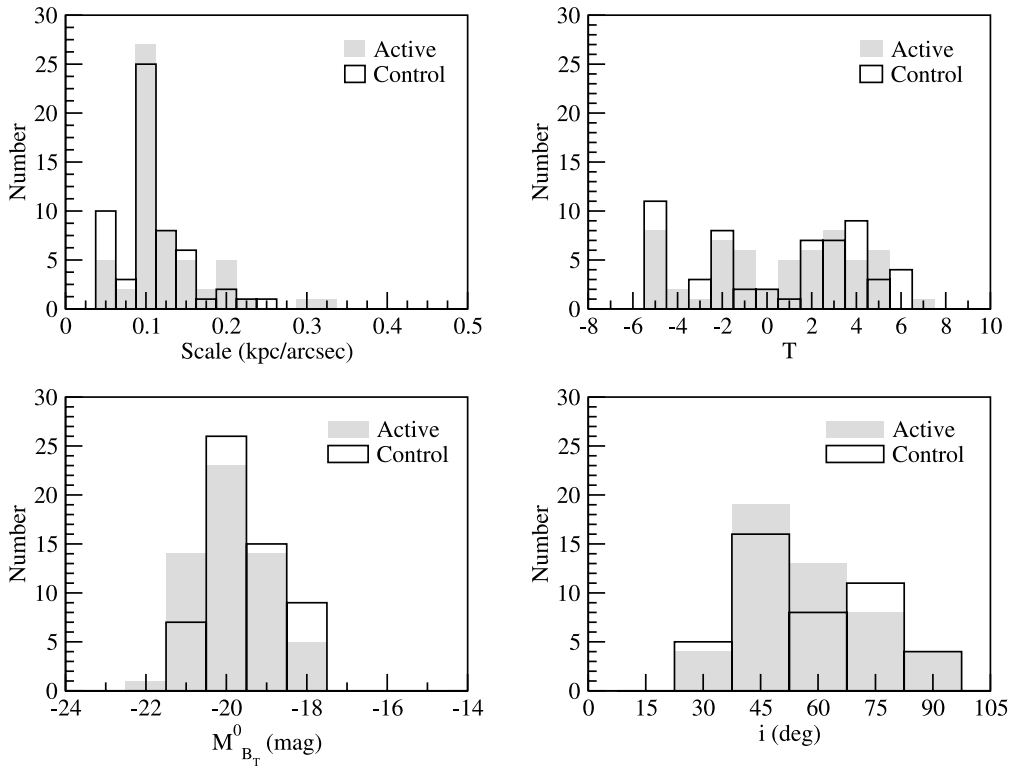 30
25
20
15
10
5
0
Number
Active
Control
0 0.1 0.2 0.3 0.4 0.5
Scale (kpc/arcsec)
30
25
20
15
10
5
0
Number
Active
Control
-8 -6 -4 -2 0 2 4 6 8 10
T
30
25
20
15
10
5
0
Number
Active
Control
-24 -22 -20 -18 -16 -14
M⁰_B_T (mag)
30
25
20
15
10
5
0
Number
Active
Control
0 15 30 45 60 75 90 105
i (deg)